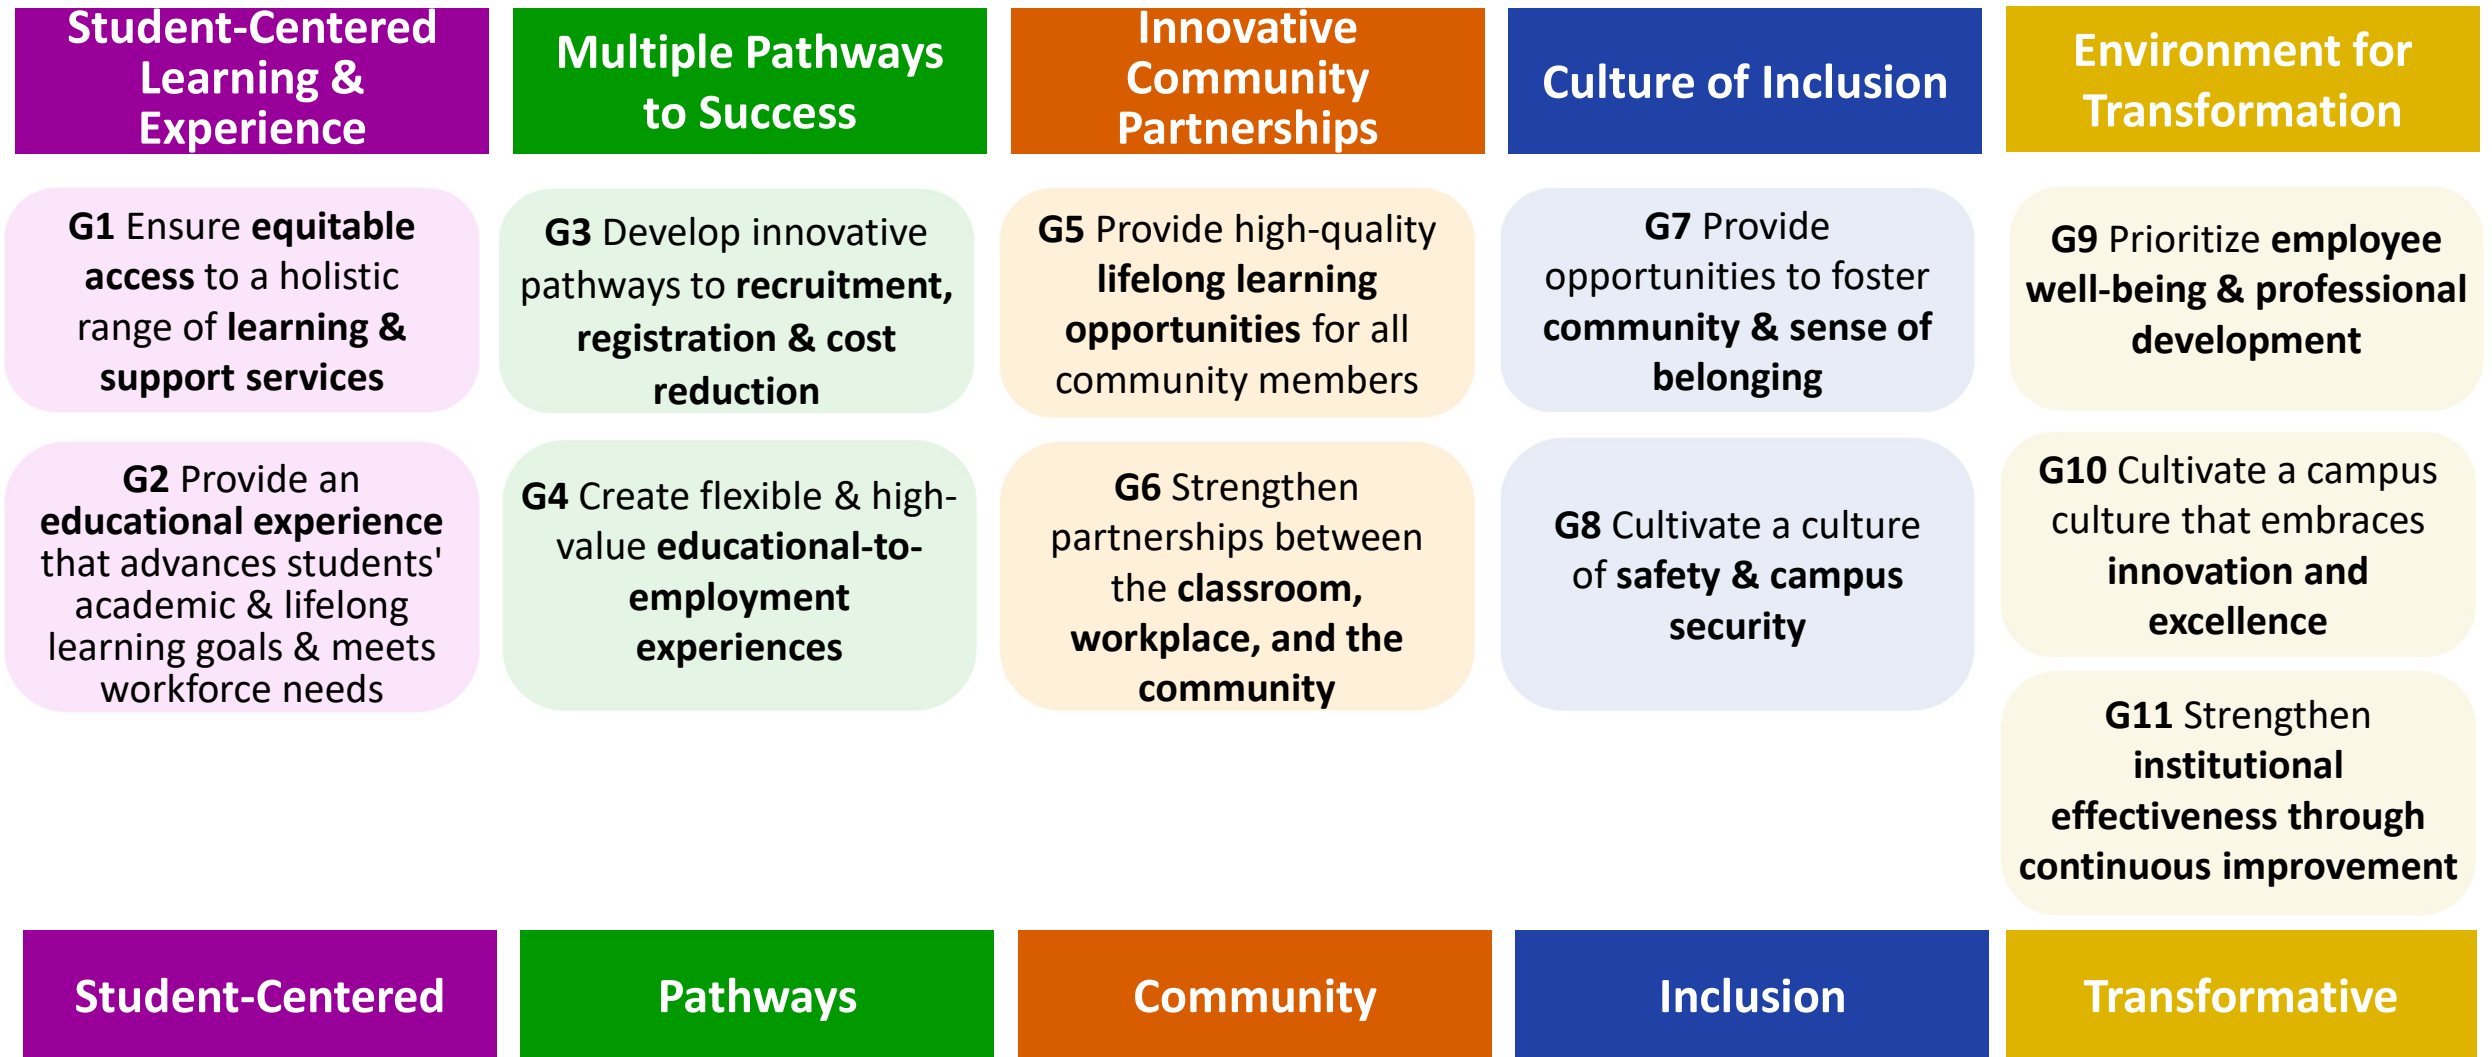 Student-Centered
Learning &
Experience
Multiple Pathways
to Success
Innovative
Community
Partnerships
Culture of Inclusion
Environment for
Transformation
G1 Ensure equitable
access to a holistic
range of learning &
support services
G2 Provide an
educational experience
that advances students'
academic & lifelong
learning goals & meets
workforce needs
G3 Develop innovative
pathways to recruitment,
registration & cost
reduction
G4 Create flexible & high-
value educational-to-
employment
experiences
G5 Provide high-quality
lifelong learning
opportunities for all
community members
G6 Strengthen
partnerships between
the classroom,
workplace, and the
community
G7 Provide
opportunities to foster
community & sense of
belonging
G8 Cultivate a culture
of safety & campus
security
G9 Prioritize employee
well-being & professional
development
G10 Cultivate a campus
culture that embraces
innovation and
excellence
G11 Strengthen
institutional
effectiveness through
continuous improvement
Student-Centered
Pathways
Community
Inclusion
Transformative